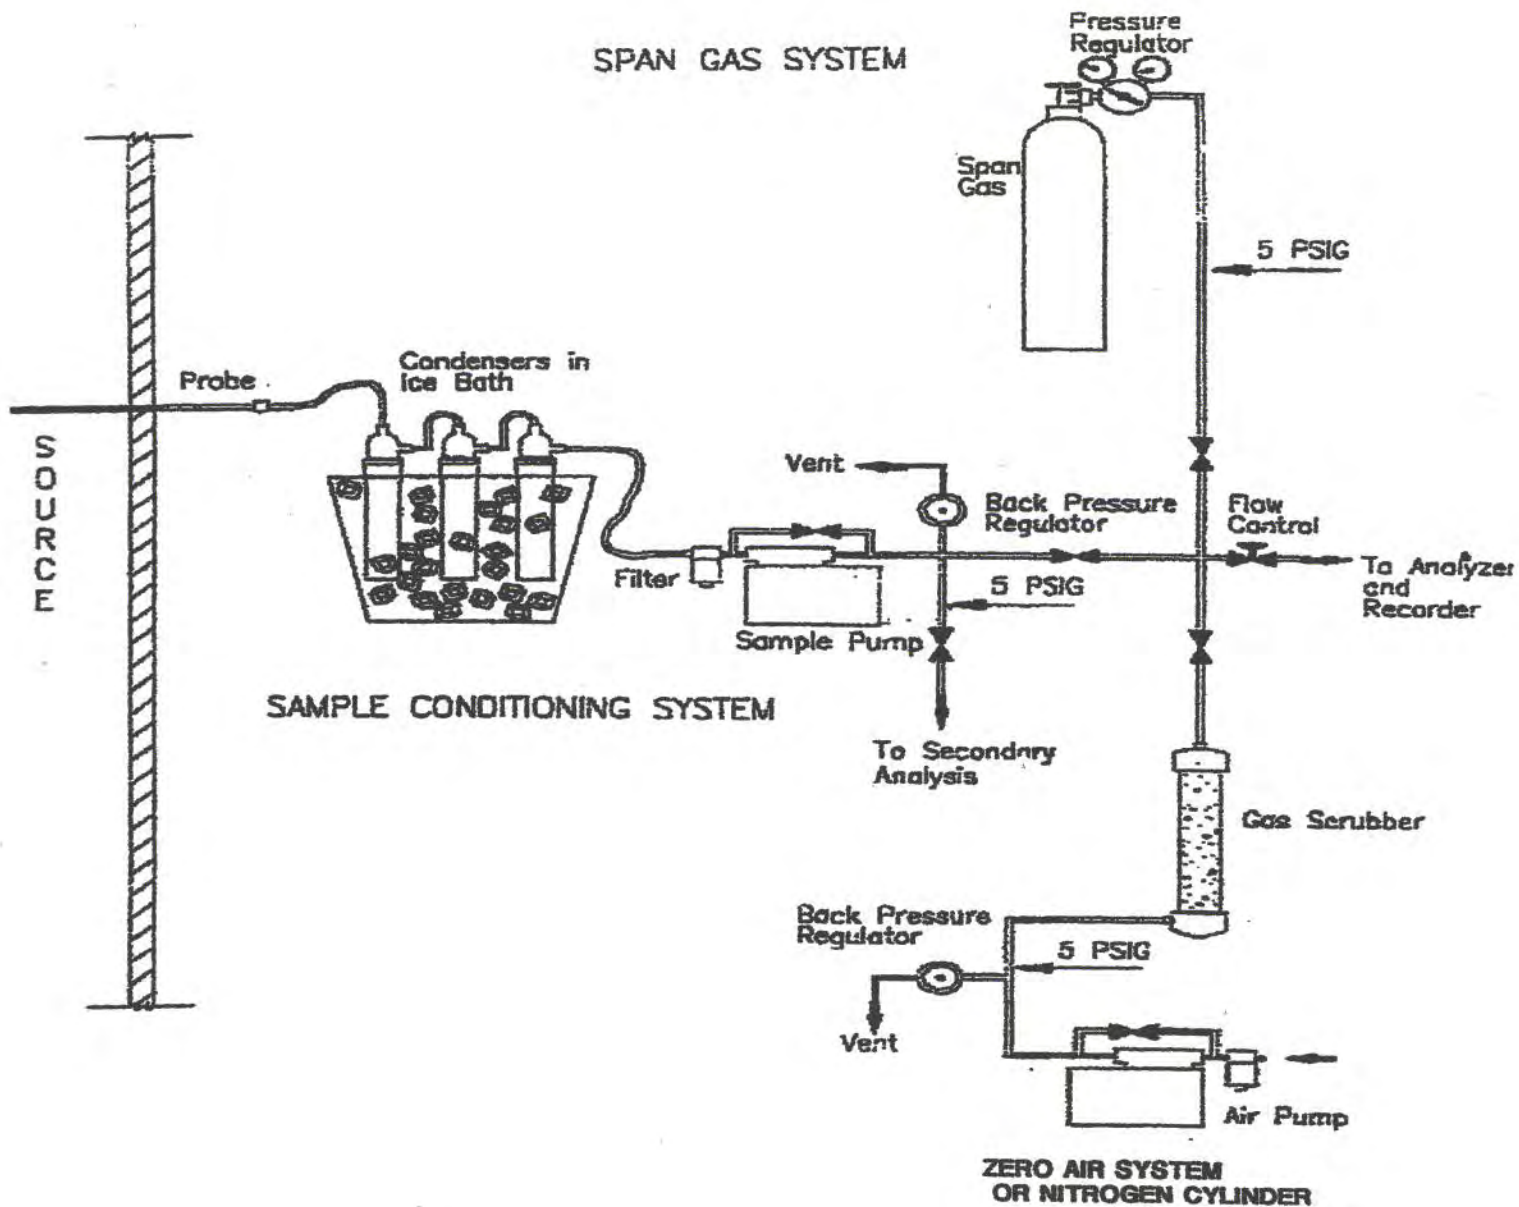 SPAN GAS SYSTEM
Pressure
Regulator
Span
Gas
5 PSIG
Probe
Condensers in
Ice Bath
SOURCE
Vent
Back Pressure
Regulator
Flow
Control
Filter
5 PSIG
To Analyzer
and
Recorder
Sample Pump
SAMPLE CONDITIONING SYSTEM
To Secondary
Analysis
Gas Scrubber
Back Pressure
Regulator
5 PSIG
Vent
Air Pump
ZERO AIR SYSTEM
OR NITROGEN CYLINDER